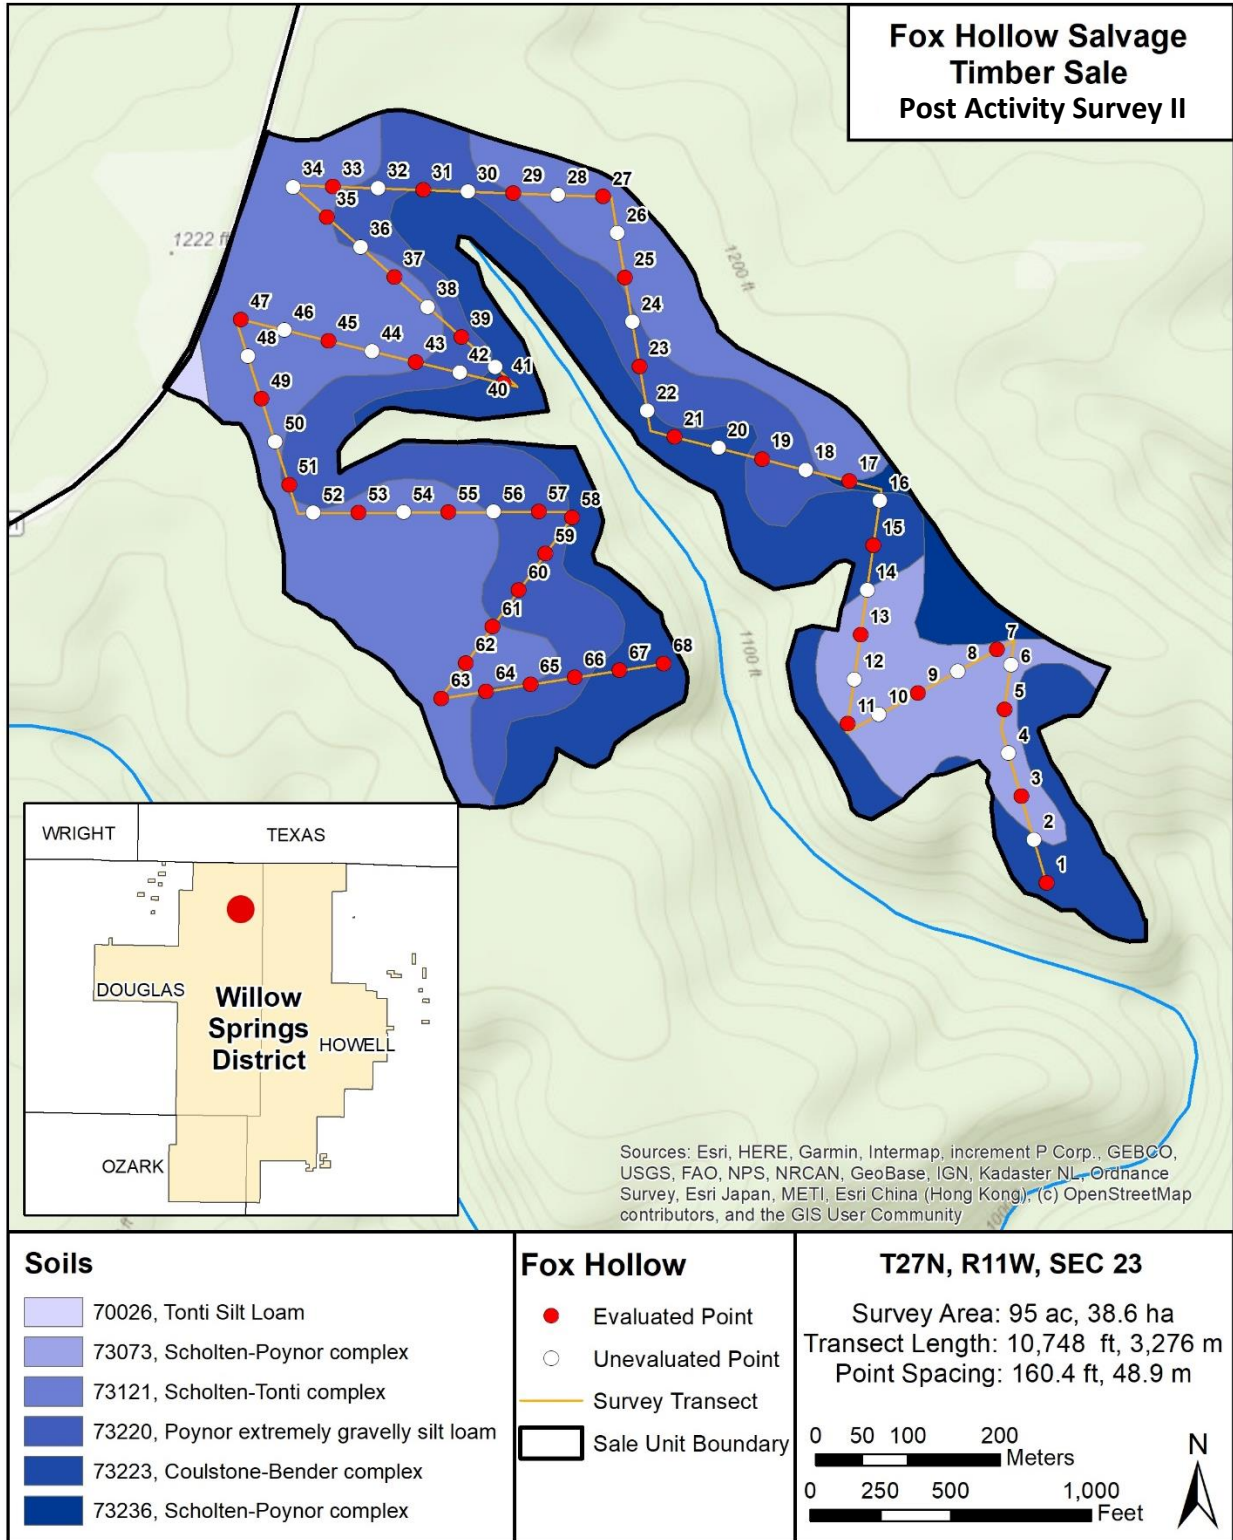 Fox Hollow Salvage
Timber Sale
Post Activity Survey II
34
33
32
31
30
29
28
27
35
26
36
1222 ft
25
1200 ft
37
24
38
47
46
39
45
23
44
48
43
42
41
40
49
22
21
50
20
19
18
51
17
16
52
53
54
55
56
57
58
15
59
14
60
61
13
1100 ft
62
12
7
8
6
67
68
66
65
64
63
9
10
5
11
4
3
2
1
WRIGHT
TEXAS
DOUGLAS
Willow
Springs
District
HOWELL
OZARK
Sources: Esri, HERE, Garmin, Intermap, increment P Corp., GEBCO,
USGS, FAO, NPS, NRCAN, GeoBase, IGN, Kadaster NL, Ordnance
Survey, Esri Japan, METI, Esri China (Hong Kong), (c) OpenStreetMap
contributors, and the GIS User Community
Soils
70026, Tonti Silt Loam
73073, Scholten-Poynor complex
73121, Scholten-Tonti complex
73220, Poynor extremely gravelly silt loam
73223, Coulstone-Bender complex
73236, Scholten-Poynor complex
Fox Hollow
Evaluated Point
Unevaluated Point
Survey Transect
Sale Unit Boundary
T27N, R11W, SEC 23
Survey Area: 95 ac, 38.6 ha
Transect Length: 10,748 ft, 3,276 m
Point Spacing: 160.4 ft, 48.9 m
0 50 100 200
Meters
0 250 500 1,000
Feet
N